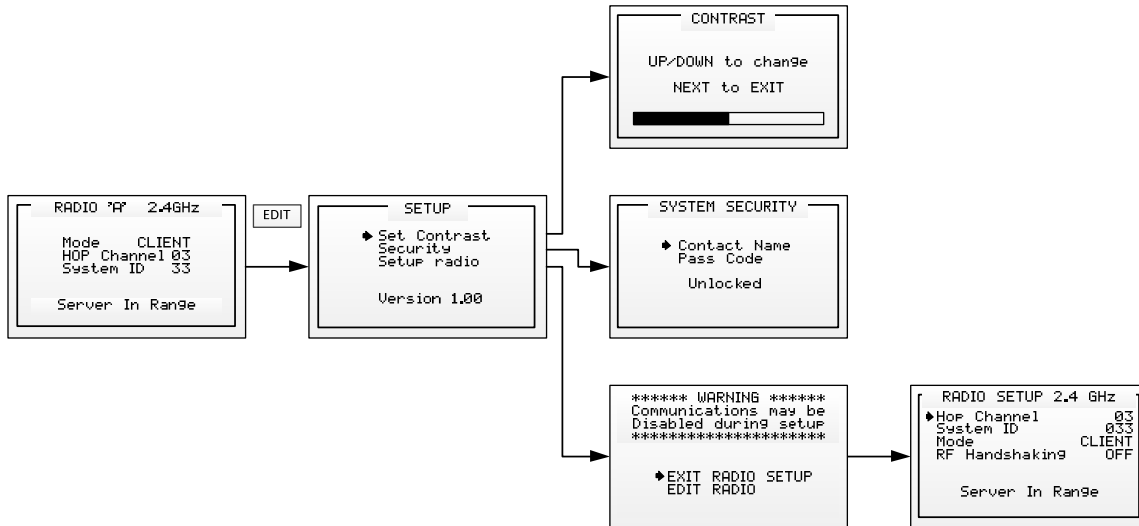 CONTRAST
UP/DOWN to change
NEXT to EXIT
RADIO 'A' 2.4GHz
Mode CLIENT
HOP Channel 03
System ID 33
Server In Range
EDIT
SETUP
Set Contrast
Security
Setup radio
Version 1.00
SYSTEM SECURITY
Contact Name
Pass Code
Unlocked
****** WARNING ******
Communications may be
Disabled during setup
*********************
EXIT RADIO SETUP
EDIT RADIO
RADIO SETUP 2.4 GHz
Hop Channel 03
System ID 033
Mode CLIENT
RF Handshaking OFF
Server In Range